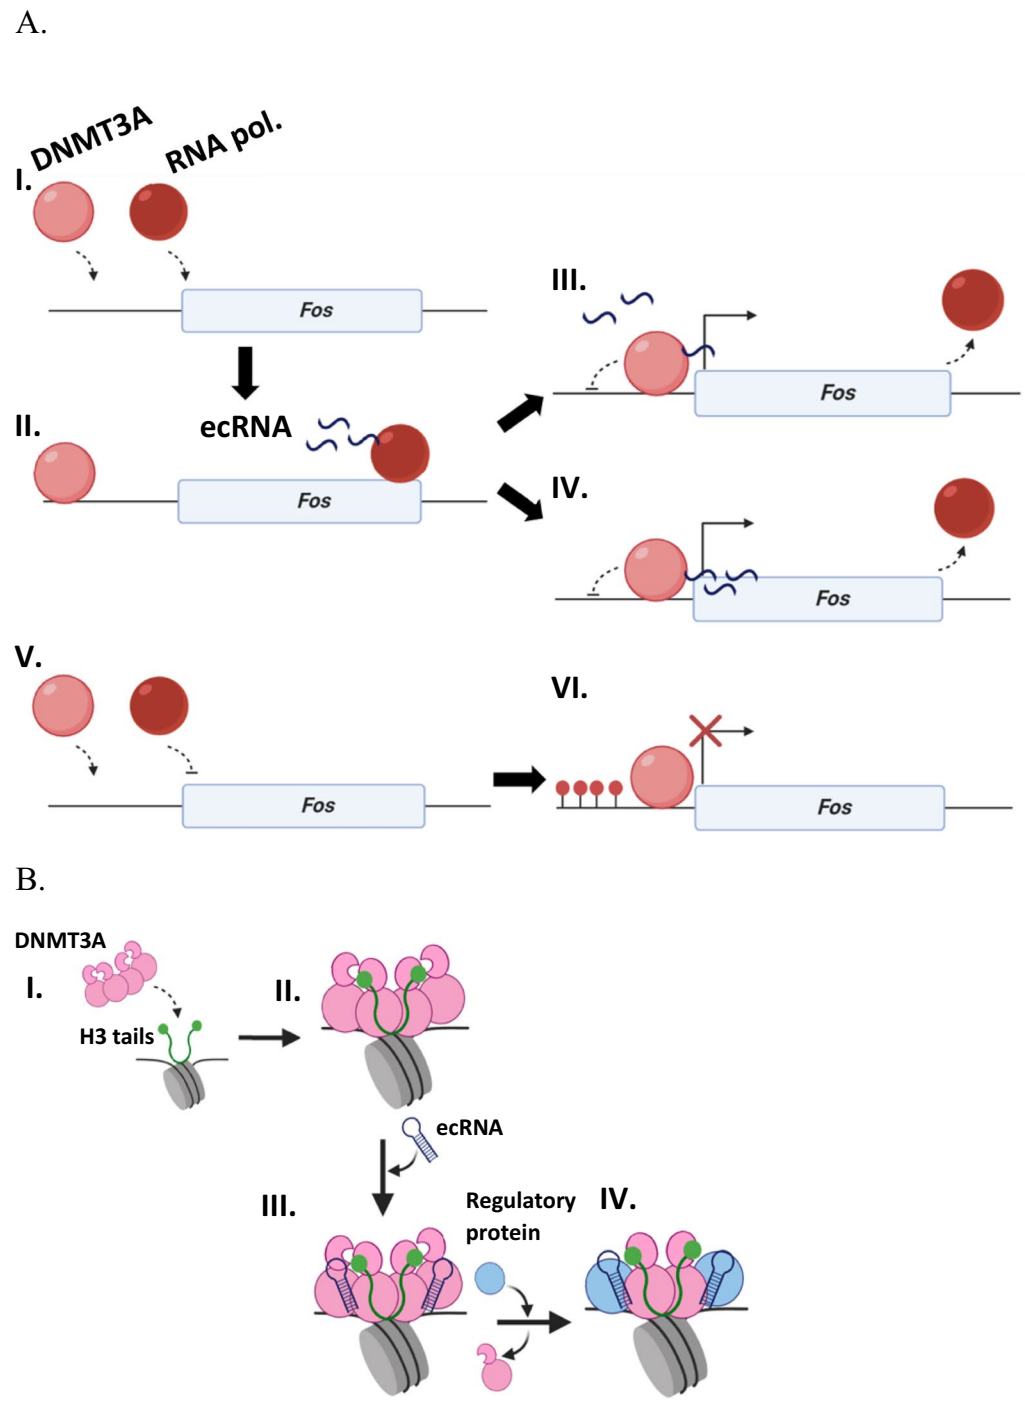 A.
DNMT3A
RNA pol.
I.
Fos
III.
Fos
II.
ecRNA
Fos
IV.
Fos
V.
Fos
VI.
Fos
B.
DNMT3A
I.
H3 tails
II.
ecRNA
III.
Regulatory
protein
IV.